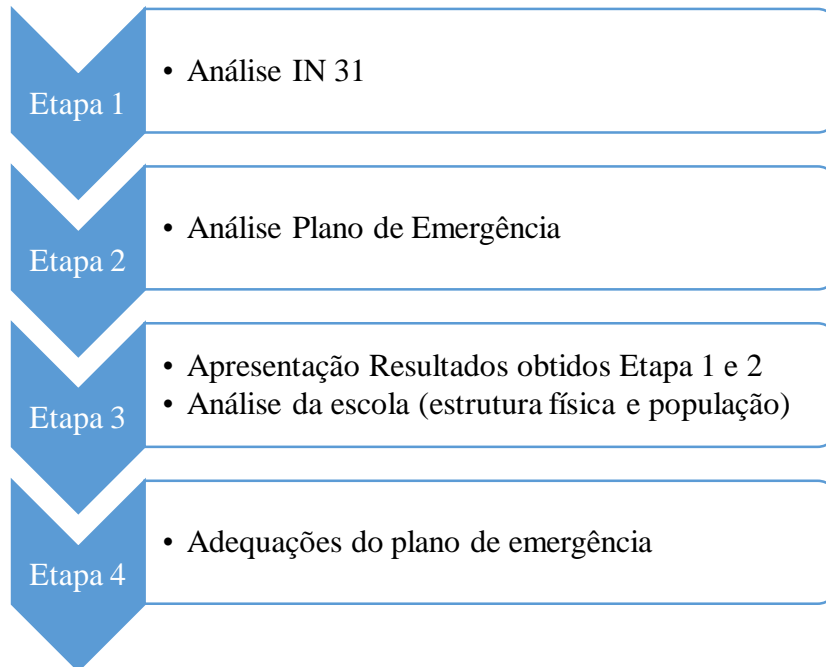 Etapa 1
• Análise IN 31
Etapa 2
• Análise Plano de Emergência
Etapa 3
• Apresentação Resultados obtidos Etapa 1 e 2
• Análise da escola (estrutura física e população)
Etapa 4
• Adequações do plano de emergência